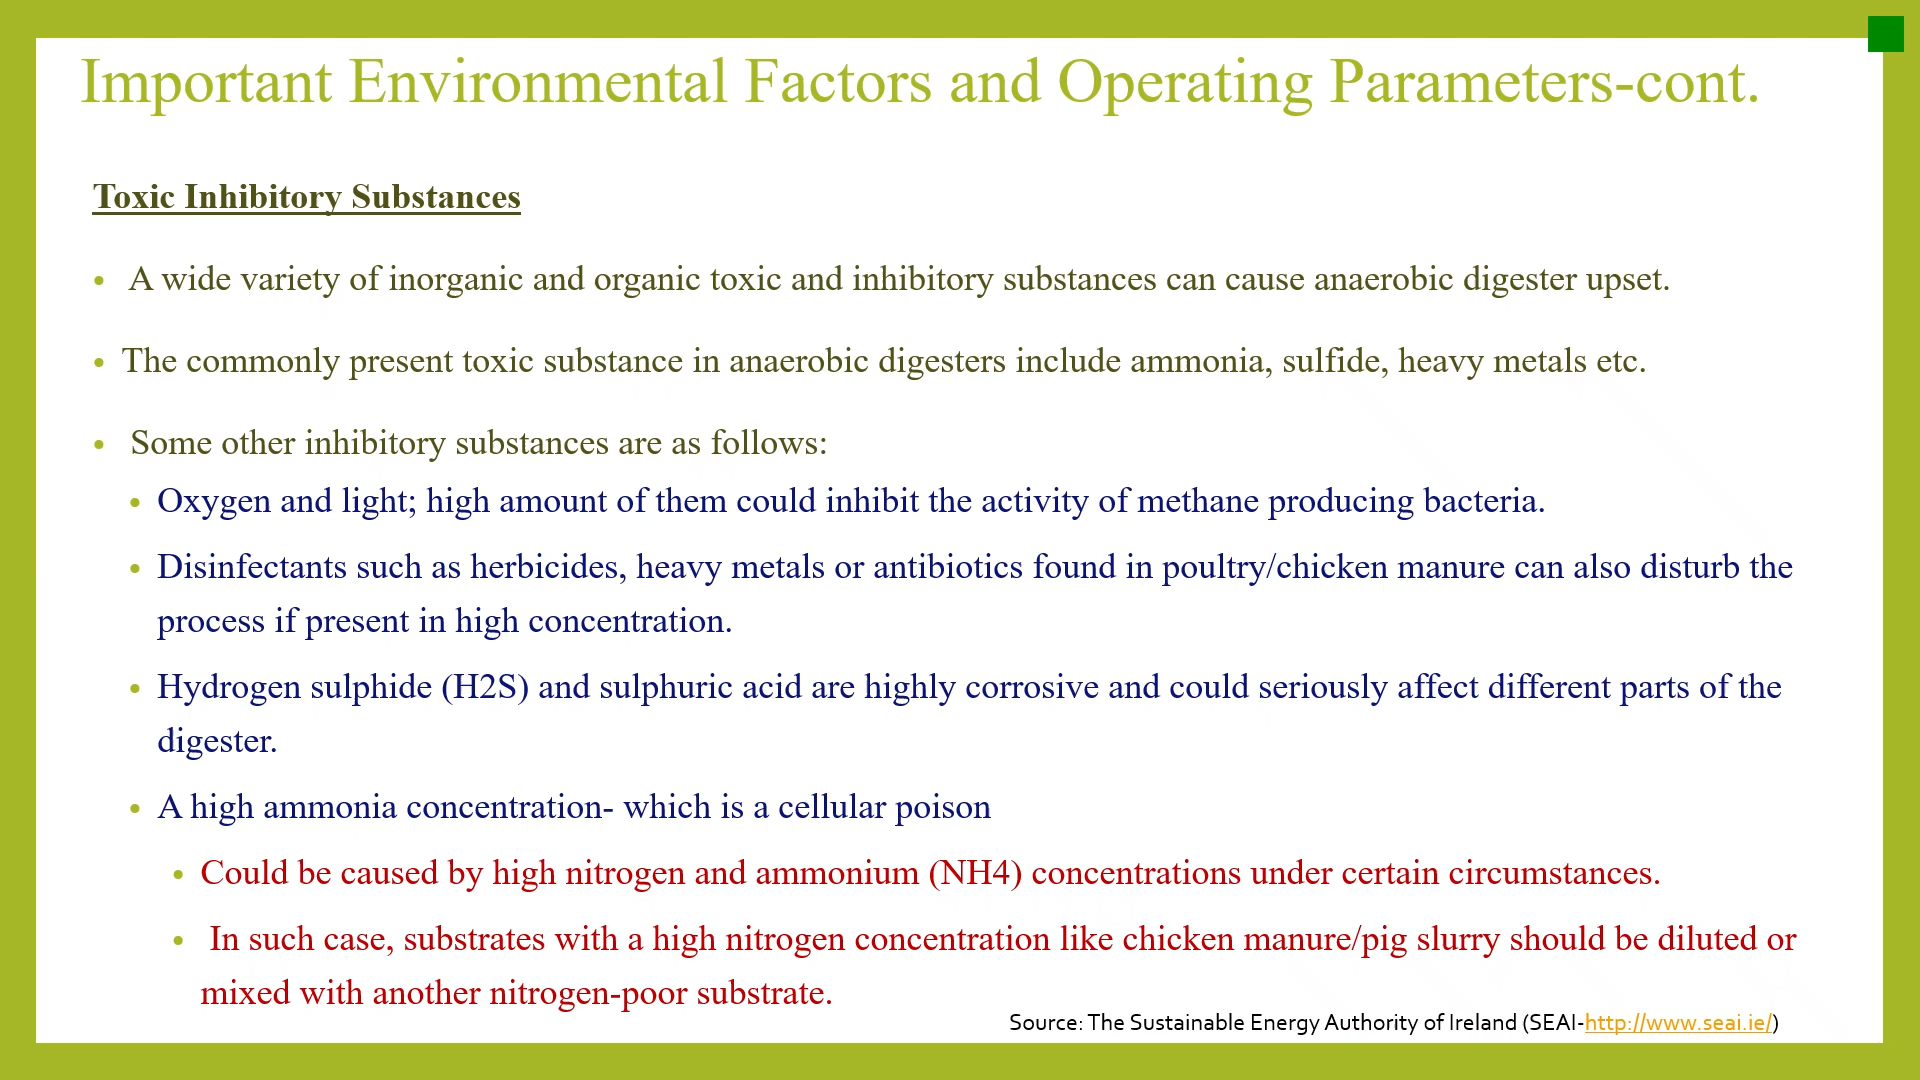 Important Environmental Factors and Operating Parameters-cont.
Toxic Inhibitory Substances
• A wide variety of inorganic and organic toxic and inhibitory substances can cause anaerobic digester upset.
• The commonly present toxic substance in anaerobic digesters include ammonia, sulfide, heavy metals etc.
• Some other inhibitory substances are as follows:
• Oxygen and light; high amount of them could inhibit the activity of methane producing bacteria.
• Disinfectants such as herbicides, heavy metals or antibiotics found in poultry/chicken manure can also disturb the
process if present in high concentration.
• Hydrogen sulphide (H2S) and sulphuric acid are highly corrosive and could seriously affect different parts of the
digester.
• A high ammonia concentration- which is a cellular poison
• Could be caused by high nitrogen and ammonium (NH4) concentrations under certain circumstances.
• In such case, substrates with a high nitrogen concentration like chicken manure/pig slurry should be diluted or
mixed with another nitrogen-poor substrate.
Source: The Sustainable Energy Authority of Ireland (SEAI-http://www.seai.ie/)